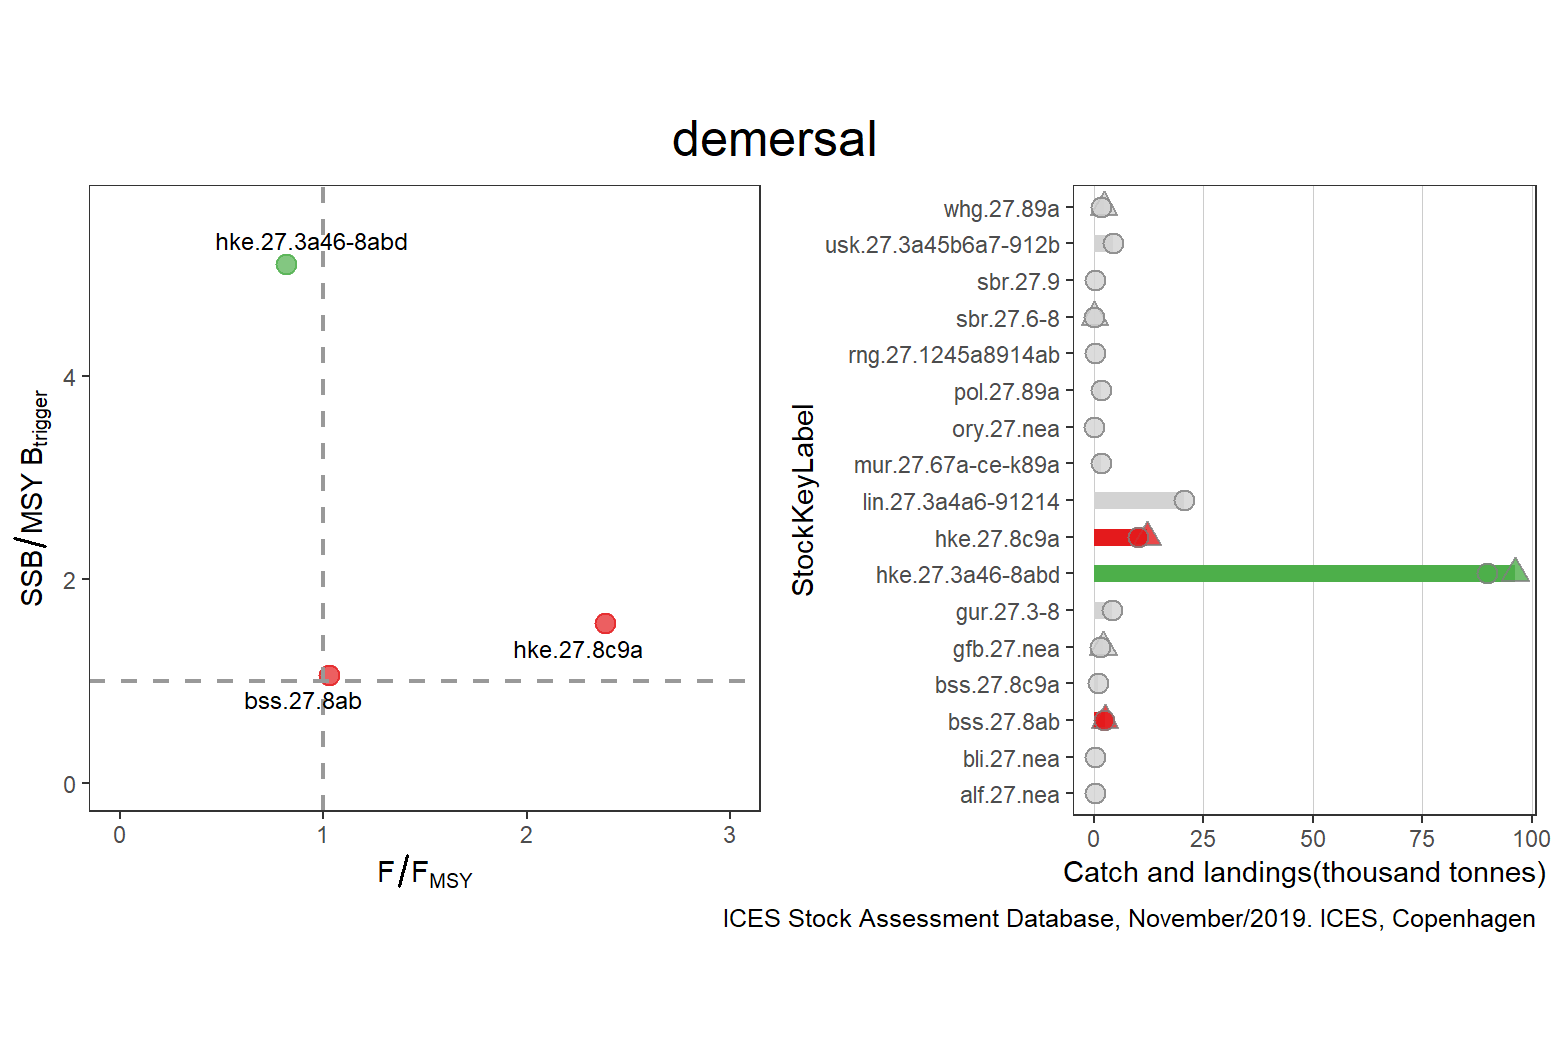 demersal
hke.27.3a46-8abd
hke.27.8c9a
bss.27.8ab
4
2
0
0 1 2 3
SSB/MSY Btrigger
F/FMSY
StockKeyLabel
whg.27.89a
usk.27.3a45b6a7-912b
sbr.27.9
sbr.27.6-8
rng.27.1245a8914ab
pol.27.89a
ory.27.nea
mur.27.67a-ce-k89a
lin.27.3a4a6-91214
hke.27.8c9a
hke.27.3a46-8abd
gur.27.3-8
gfb.27.nea
bss.27.8c9a
bss.27.8ab
bli.27.nea
alf.27.nea
0 25 50 75 100
Catch and landings(thousand tonnes)
ICES Stock Assessment Database, November/2019. ICES, Copenhagen